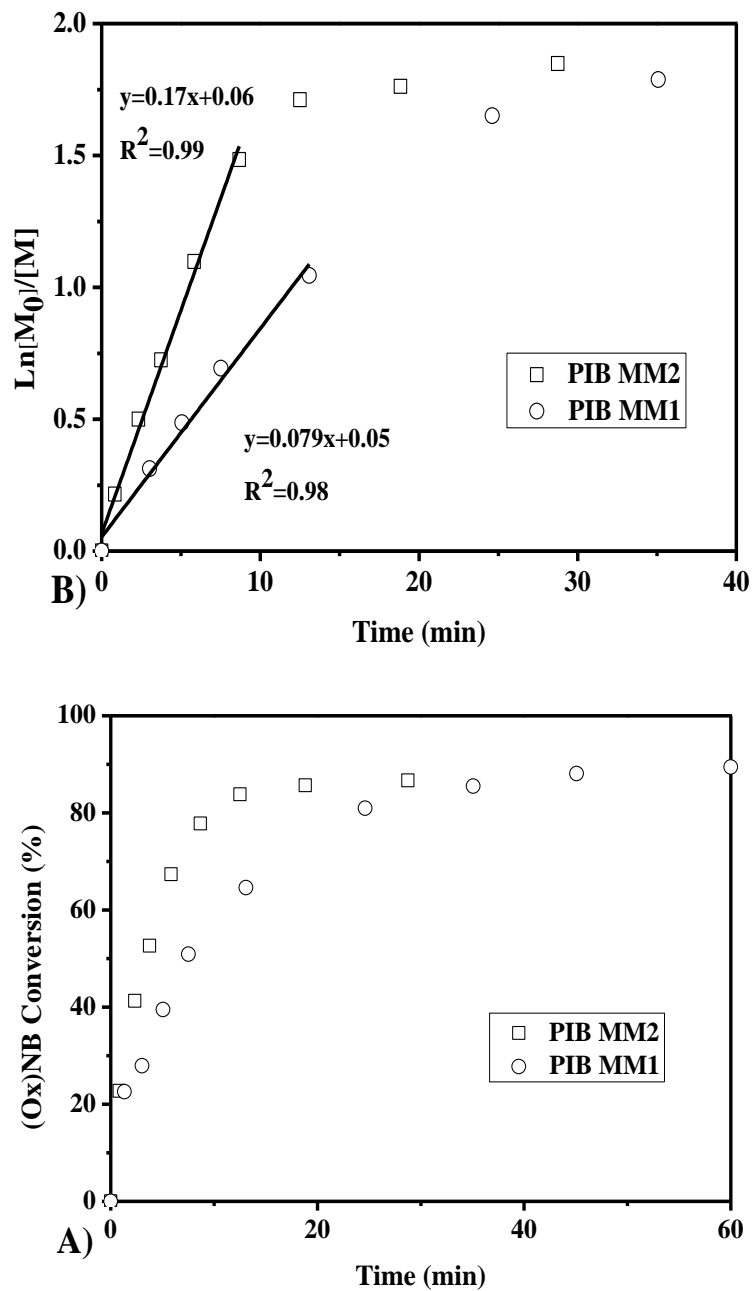 2.0
y=0.17x+0.06
R²=0.99
1.5
Ln[M₀]/[M]
1.0
PIB MM2
PIB MM1
0.5
y=0.079x+0.05
R²=0.98
0.0
0 10 20 30 40
B)
Time (min)
100
80
60
(Ox)NB Conversion (%)
40
PIB MM2
PIB MM1
20
0
0 20 40 60
A)
Time (min)